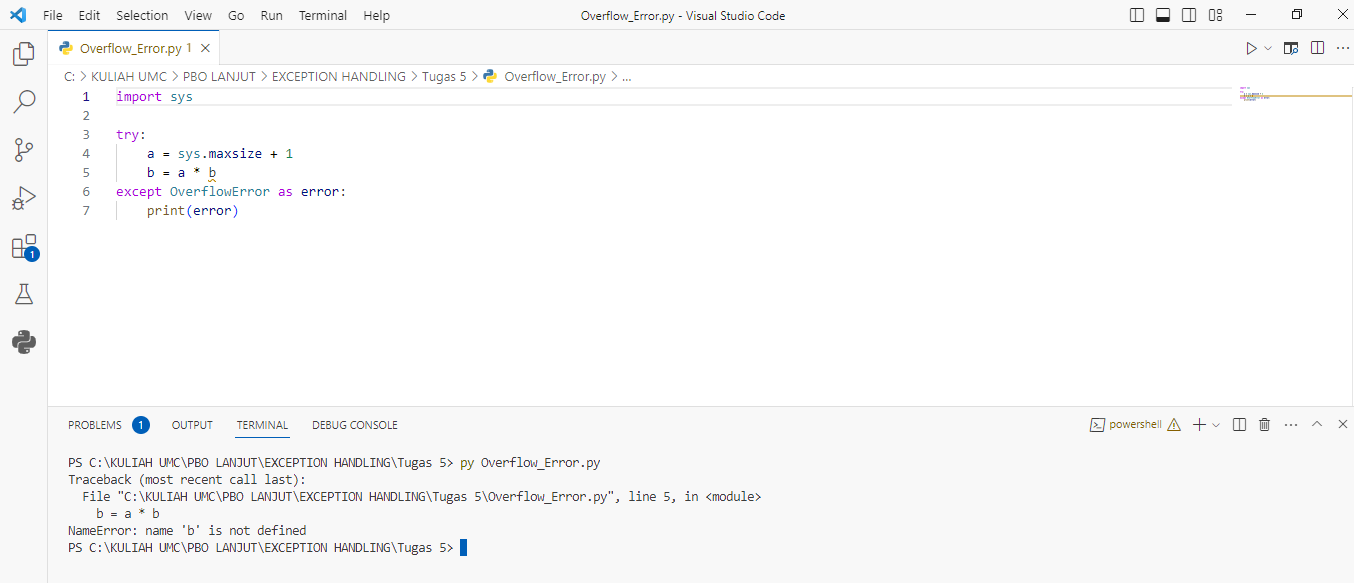 File Edit Selection View Go Run Terminal Help Overflow_Error.py - Visual Studio Code
Overflow_Error.py 1
C: > KULIAH UMC > PBO LANJUT > EXCEPTION HANDLING > Tugas 5 > Overflow_Error.py > ...
1 import sys
2
3 try:
4     a = sys.maxsize + 1
5     b = a * b
6 except OverflowError as error:
7     print(error)
1
PROBLEMS 1 OUTPUT TERMINAL DEBUG CONSOLE powershell
PS C:\KULIAH UMC\PBO LANJUT\EXCEPTION HANDLING\Tugas 5> py Overflow_Error.py
Traceback (most recent call last):
  File "C:\KULIAH UMC\PBO LANJUT\EXCEPTION HANDLING\Tugas 5\Overflow_Error.py", line 5, in <module>
    b = a * b
NameError: name 'b' is not defined
PS C:\KULIAH UMC\PBO LANJUT\EXCEPTION HANDLING\Tugas 5>